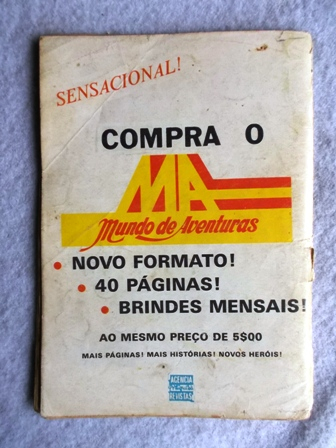 SENSACIONAL!
COMPRA O
MA
Mundo de Aventuras
• NOVO FORMATO!
• 40 PÁGINAS!
• BRINDES MENSAIS!
AO MESMO PREÇO DE 5$00
MAIS PÁGINAS! MAIS HISTÓRIAS! NOVOS HERÓIS!
AGÊNCIA
REVISTAS